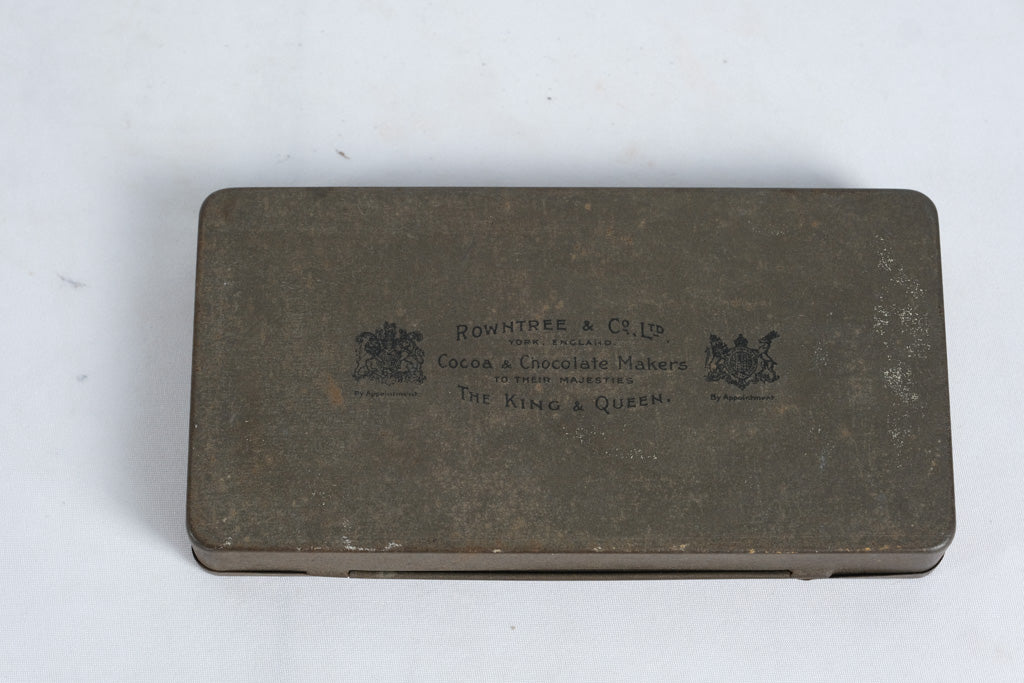 ROWNTREE & CO. LTD.
YORK, ENGLAND.
Cocoa & Chocolate Makers
TO THEIR MAJESTIES
THE KING & QUEEN.
By Appointment
By Appointment